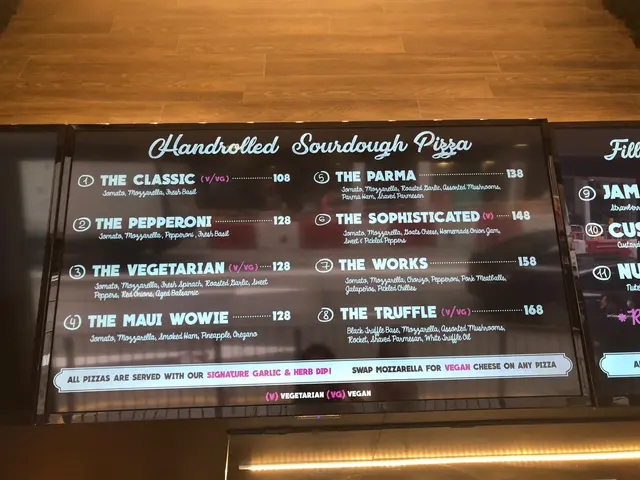 Handrolled Sourdough Pizza
1 THE CLASSIC (V/VG) 108
Tomato, Mozzarella, Fresh Basil
2 THE PEPPERONI 128
Tomato, Mozzarella, Pepperoni, Fresh Basil
3 THE VEGETARIAN (V/VG) 128
Tomato, Mozzarella, Fresh Spinach, Roasted Garlic, Sweet
Peppers, Red Onions, Aged Balsamic
4 THE MAUI WOWIE 128
Tomato, Mozzarella, Smoked Ham, Pineapple, Oregano
5 THE PARMA 138
Tomato, Mozzarella, Roasted Garlic, Assorted Mushrooms,
Parma Ham, Shaved Parmesan
6 THE SOPHISTICATED (V) 148
Tomato, Mozzarella, Goats Cheese, Homemade Onion Jam,
Sweet & Pickled Peppers
7 THE WORKS 158
Tomato, Mozzarella, Chorizo, Pepperoni, Pork Meatballs,
Jalapeños, Pickled Chilies
8 THE TRUFFLE (V/VG) 168
Black Truffle Base, Mozzarella, Assorted Mushrooms,
Rocket, Shaved Parmesan, White Truffle Oil
ALL PIZZAS ARE SERVED WITH OUR SIGNATURE GARLIC & HERB DIP! SWAP MOZZARELLA FOR VEGAN CHEESE ON ANY PIZZA
(V) VEGETARIAN (VG) VEGAN
Fill
9 JAM
10 CUS
11 NU